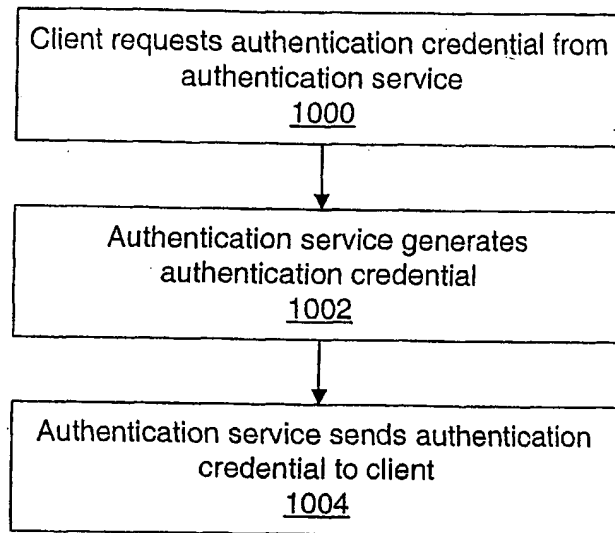 Client requests authentication credential from
authentication service
1000
Authentication service generates
authentication credential
1002
Authentication service sends authentication
credential to client
1004